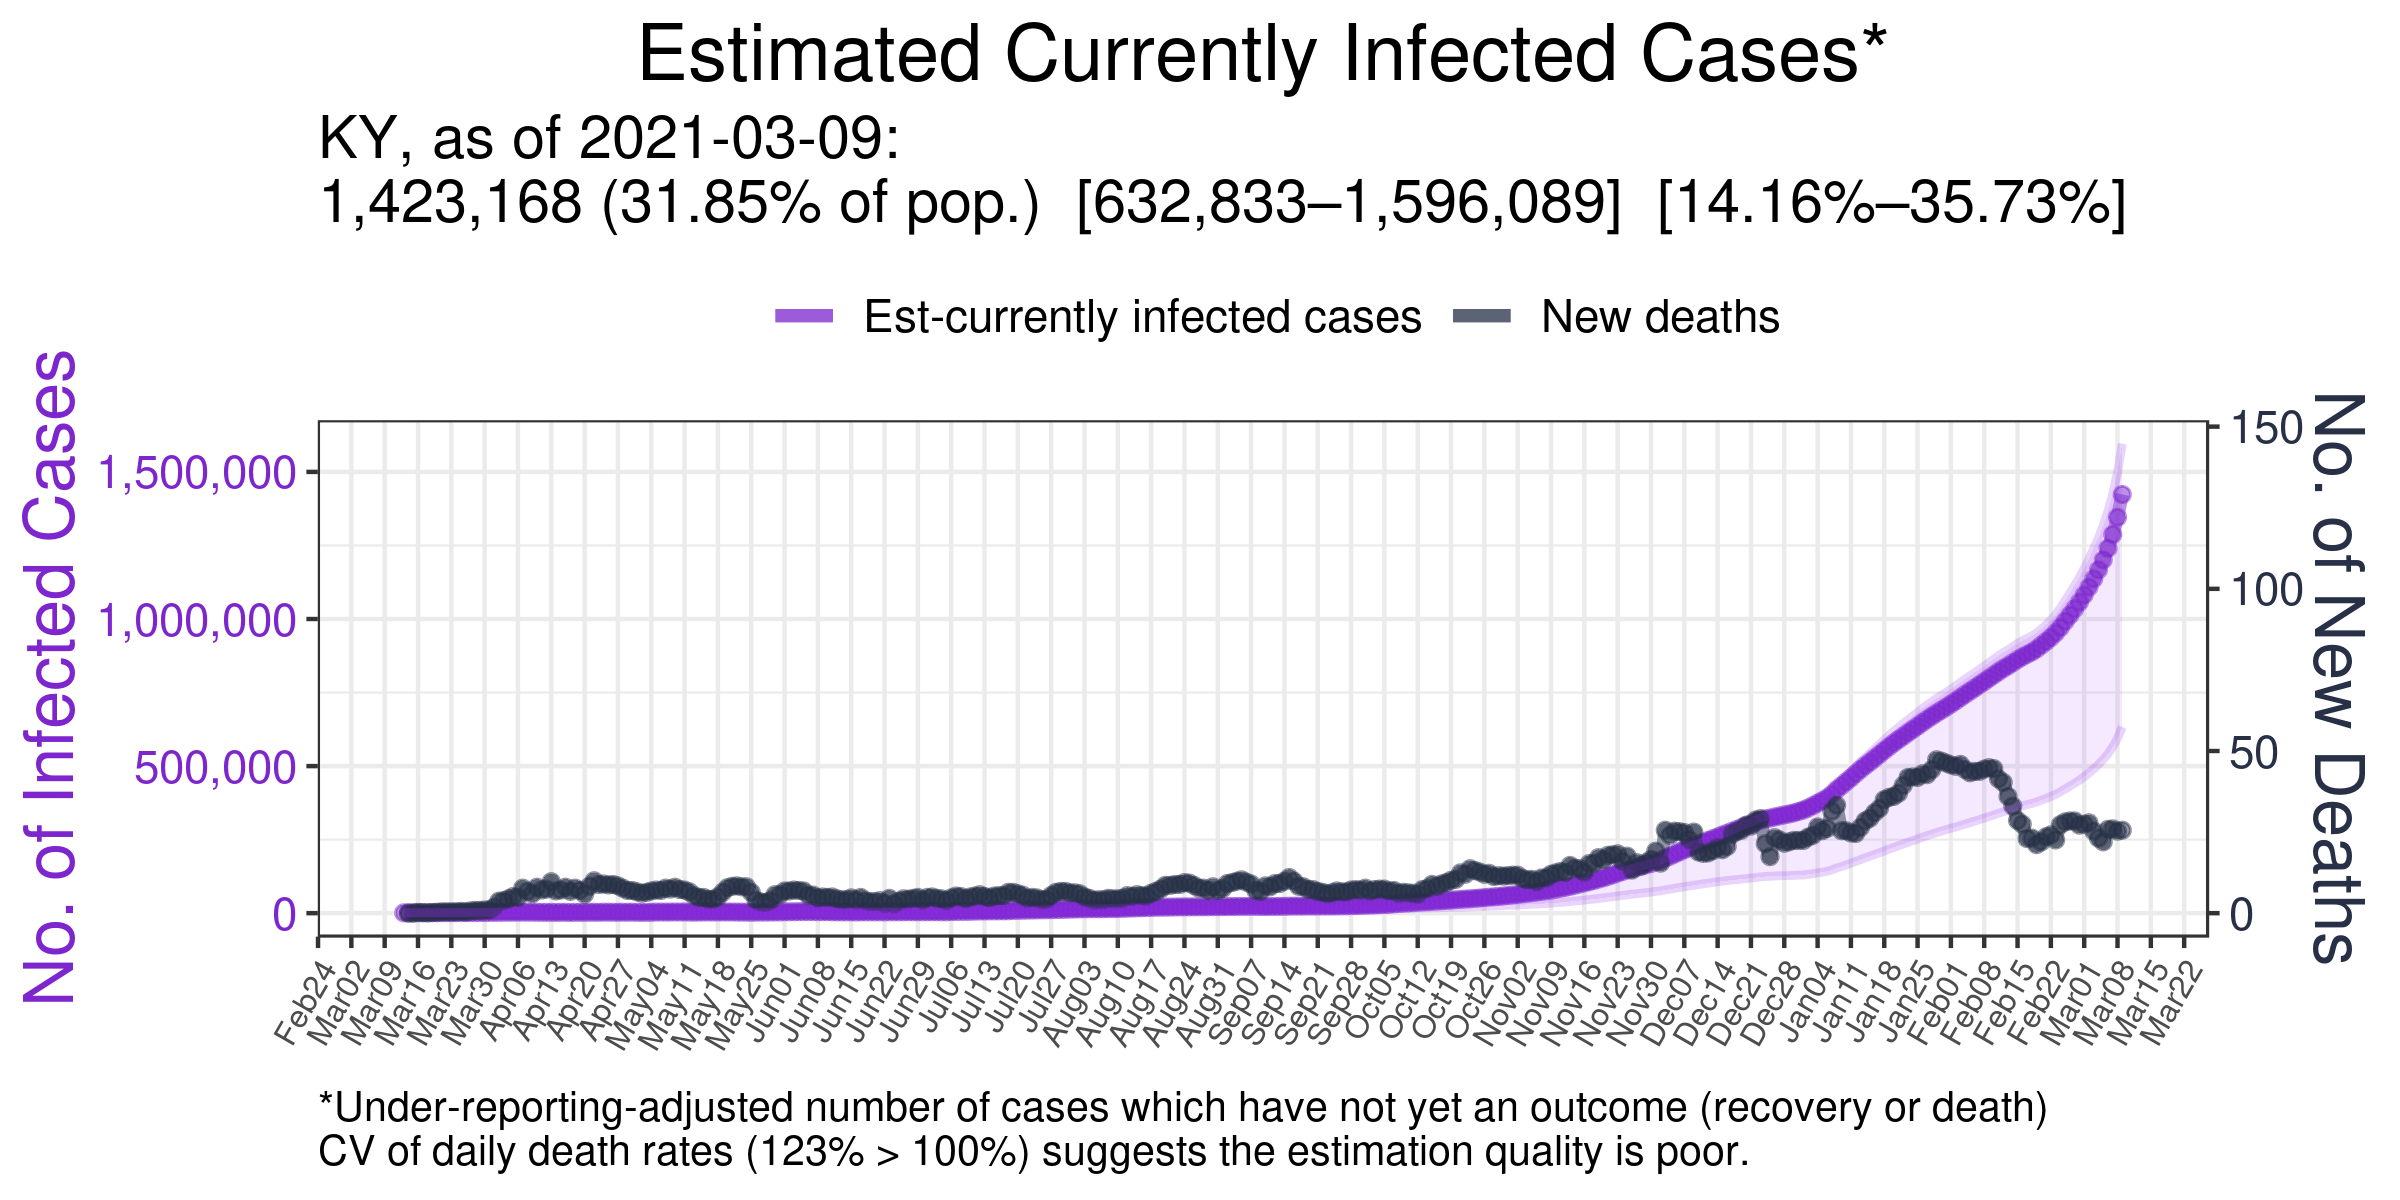 Estimated Currently Infected Cases*
KY, as of 2021-03-09:
1,423,168 (31.85% of pop.)  [632,833–1,596,089]  [14.16%–35.73%]
Est-currently infected cases
New deaths
No. of Infected Cases
1,500,000
1,000,000
500,000
0
150
100
50
0
No. of New Deaths
Feb24
Mar02
Mar09
Mar16
Mar23
Mar30
Apr06
Apr13
Apr20
Apr27
May04
May11
May18
May25
Jun01
Jun08
Jun15
Jun22
Jun29
Jul06
Jul13
Jul20
Jul27
Aug03
Aug10
Aug17
Aug24
Aug31
Sep07
Sep14
Sep21
Sep28
Oct05
Oct12
Oct19
Oct26
Nov02
Nov09
Nov16
Nov23
Nov30
Dec07
Dec14
Dec21
Dec28
Jan04
Jan11
Jan18
Jan25
Feb01
Feb08
Feb15
Feb22
Mar01
Mar08
Mar15
Mar22
*Under-reporting-adjusted number of cases which have not yet an outcome (recovery or death)
CV of daily death rates (123% > 100%) suggests the estimation quality is poor.